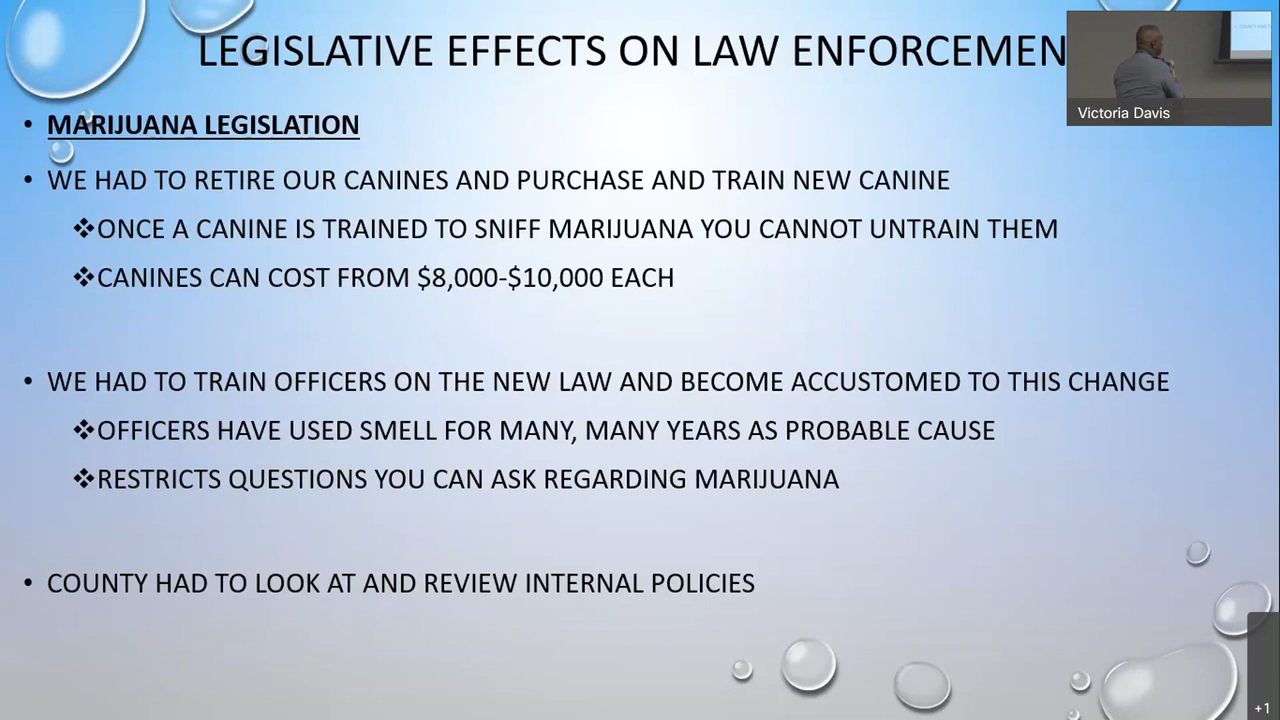 LEGISLATIVE EFFECTS ON LAW ENFORCEMEN
Victoria Davis
• MARIJUANA LEGISLATION
• WE HAD TO RETIRE OUR CANINES AND PURCHASE AND TRAIN NEW CANINE
❖ONCE A CANINE IS TRAINED TO SNIFF MARIJUANA YOU CANNOT UNTRAIN THEM
❖CANINES CAN COST FROM $8,000-$10,000 EACH
• WE HAD TO TRAIN OFFICERS ON THE NEW LAW AND BECOME ACCUSTOMED TO THIS CHANGE
❖OFFICERS HAVE USED SMELL FOR MANY, MANY YEARS AS PROBABLE CAUSE
❖RESTRICTS QUESTIONS YOU CAN ASK REGARDING MARIJUANA
• COUNTY HAD TO LOOK AT AND REVIEW INTERNAL POLICIES
+1